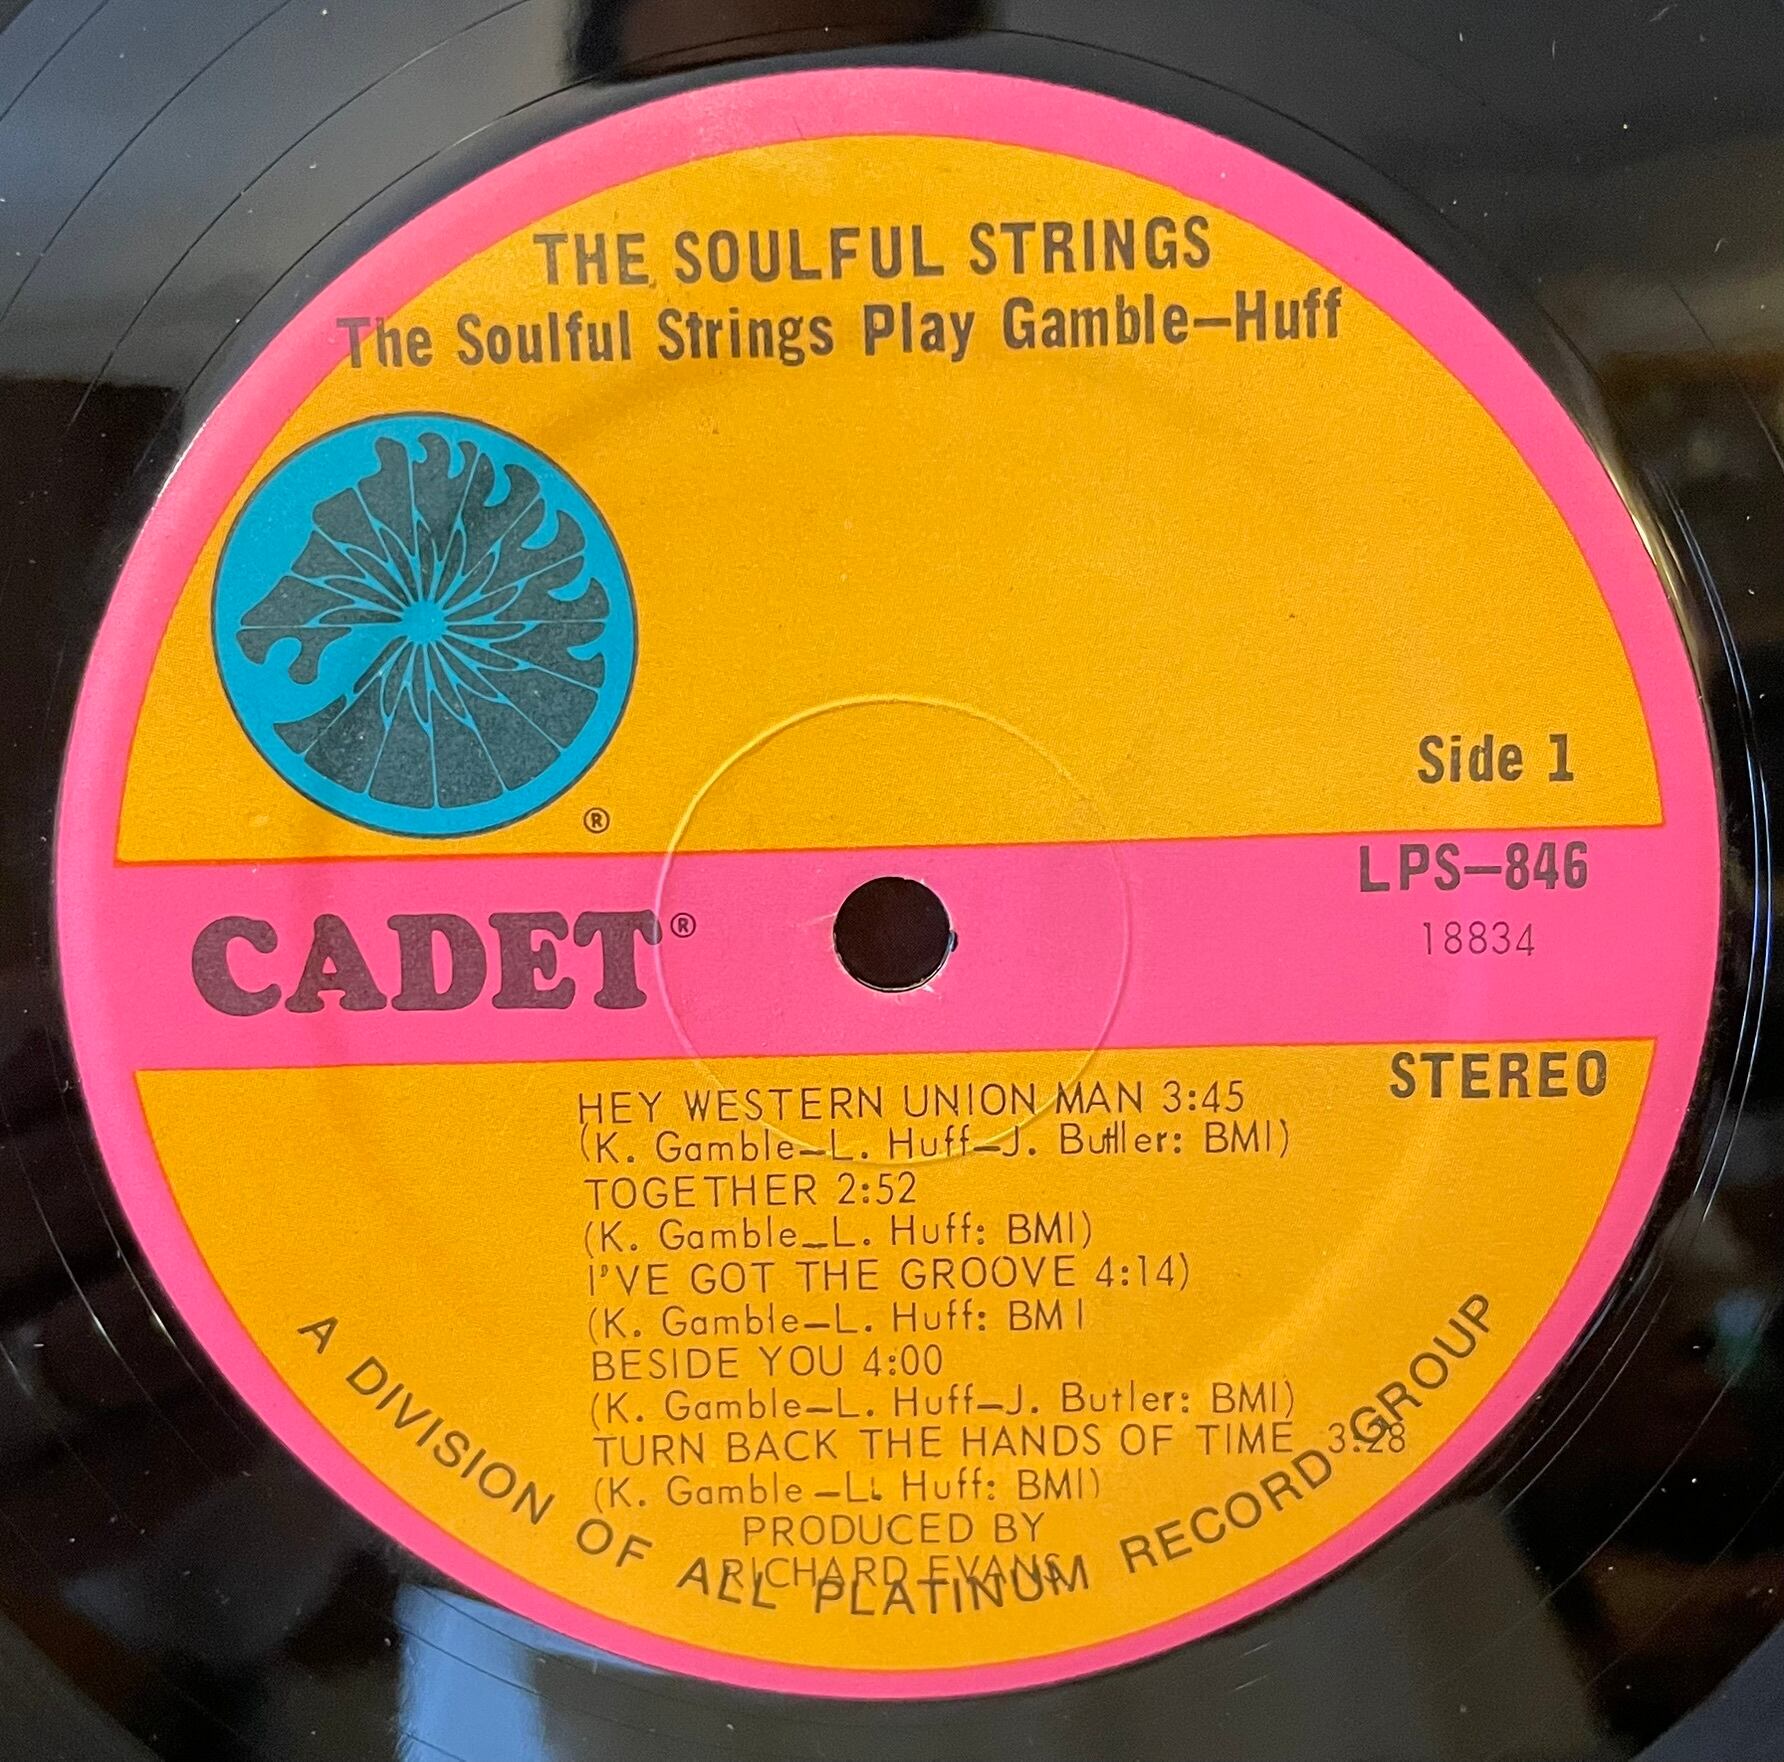 THE SOULFUL STRINGS
The Soulful Strings Play Gamble-Huff
®
Side 1
LPS-846
CADET®
18834
STEREO
HEY WESTERN UNION MAN 3:45
(K. Gamble-L. Huff-J. Butller: BMI)
TOGETHER 2:52
(K. Gamble-L. Huff: BMI)
I'VE GOT THE GROOVE 4:14)
(K. Gamble-L. Huff: BMI
BESIDE YOU 4:00
(K. Gamble-L. Huff-J. Butler: BMI)
TURN BACK THE HANDS OF TIME 3:28
(K. Gamble-L. Huff: BMI)
PRODUCED BY
RICHARD EVANS
A DIVISION OF ALL PLATINUM RECORD GROUP